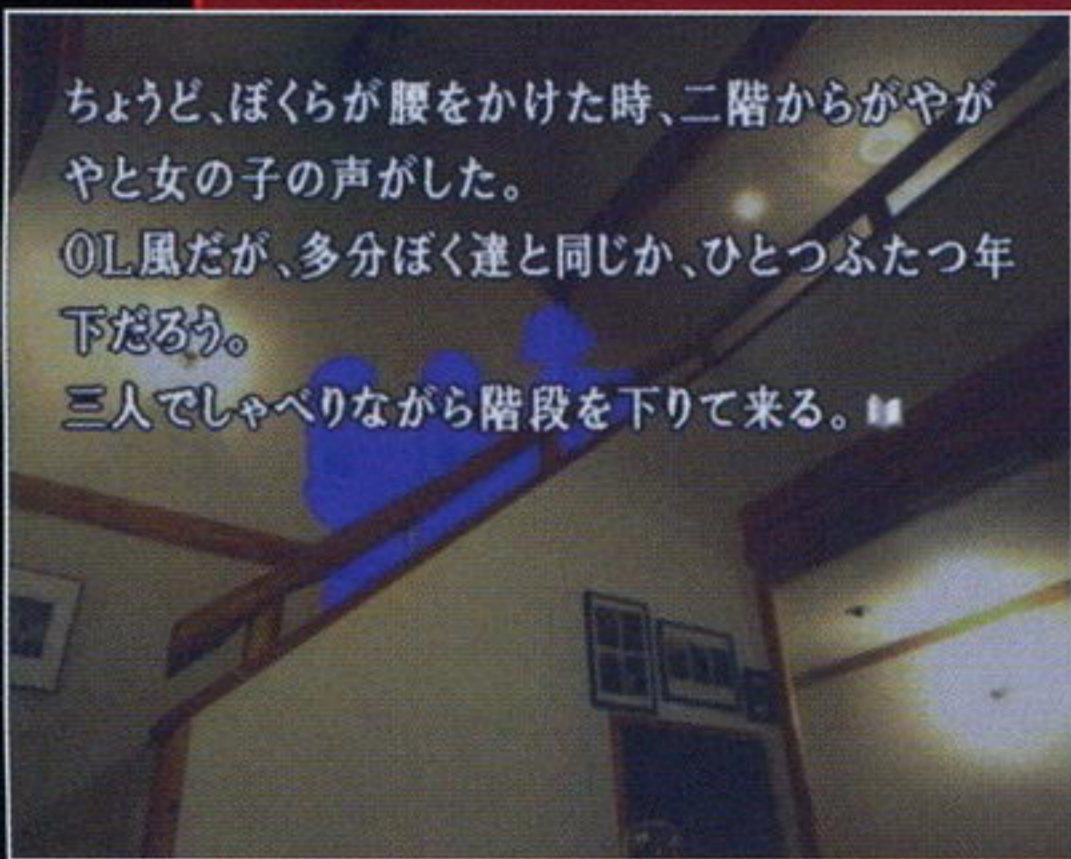 ちょうど、ぼくらが腰をかけた時、二階からがやが
やと女の子の声がした。
OL風だが、多分ぼく達と同じか、ひとつふたつ年
下だろう。
三人でしゃべりながら階段を下りて来る。